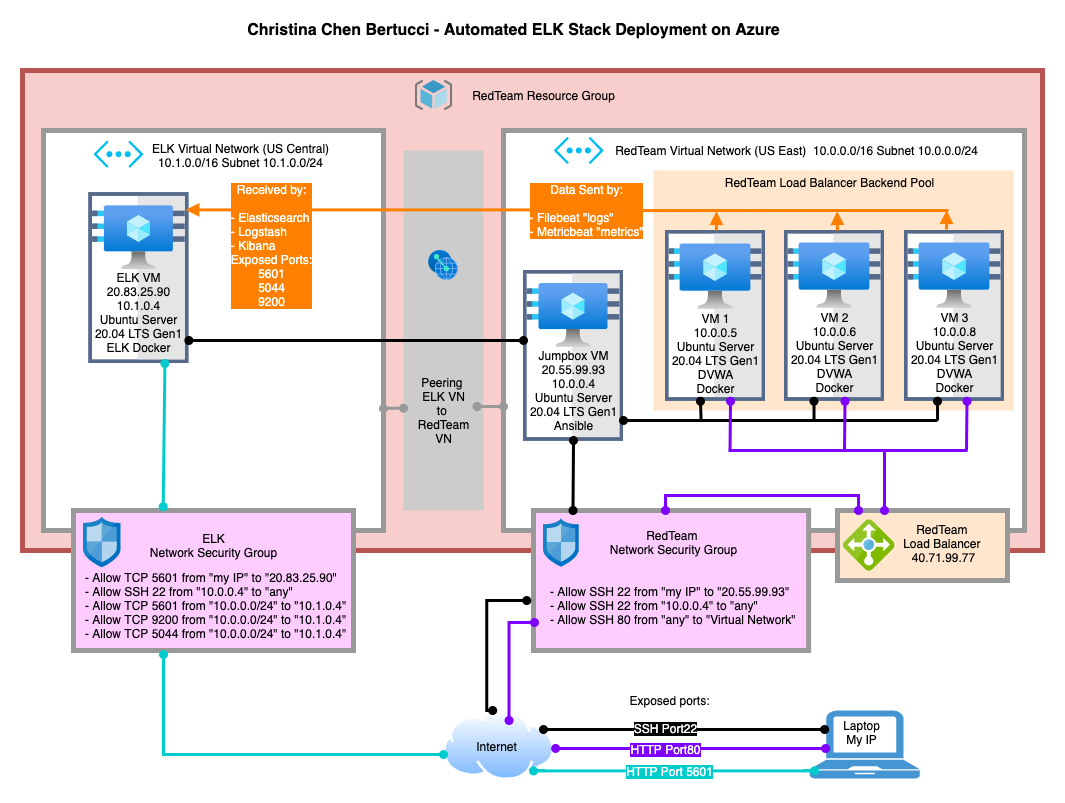 Christina Chen Bertucci - Automated ELK Stack Deployment on Azure
RedTeam Resource Group
ELK Virtual Network (US Central)
10.1.0.0/16 Subnet 10.1.0.0/24
RedTeam Virtual Network (US East)  10.0.0.0/16 Subnet 10.0.0.0/24
RedTeam Load Balancer Backend Pool
Received by:
- Elasticsearch
- Logstash
- Kibana
Exposed Ports:
5601
5044
9200
Data Sent by:
- Filebeat "logs"
- Metricbeat "metrics"
ELK VM
20.83.25.90
10.1.0.4
Ubuntu Server
20.04 LTS Gen1
ELK Docker
Peering
ELK VN
to
RedTeam
VN
Jumpbox VM
20.55.99.93
10.0.0.4
Ubuntu Server
20.04 LTS Gen1
Ansible
VM 1
10.0.0.5
Ubuntu Server
20.04 LTS Gen1
DVWA
Docker
VM 2
10.0.0.6
Ubuntu Server
20.04 LTS Gen1
DVWA
Docker
VM 3
10.0.0.8
Ubuntu Server
20.04 LTS Gen1
DVWA
Docker
ELK
Network Security Group
- Allow TCP 5601 from "my IP" to "20.83.25.90"
- Allow SSH 22 from "10.0.0.4" to "any"
- Allow TCP 5601 from "10.0.0.0/24" to "10.1.0.4"
- Allow TCP 9200 from "10.0.0.0/24" to "10.1.0.4"
- Allow TCP 5044 from "10.0.0.0/24" to "10.1.0.4"
RedTeam
Network Security Group
- Allow SSH 22 from "my IP" to "20.55.99.93"
- Allow SSH 22 from "10.0.0.4" to "any"
- Allow SSH 80 from "any" to "Virtual Network"
RedTeam
Load Balancer
40.71.99.77
Exposed ports:
Internet
SSH Port22
HTTP Port80
HTTP Port 5601
Laptop
My IP